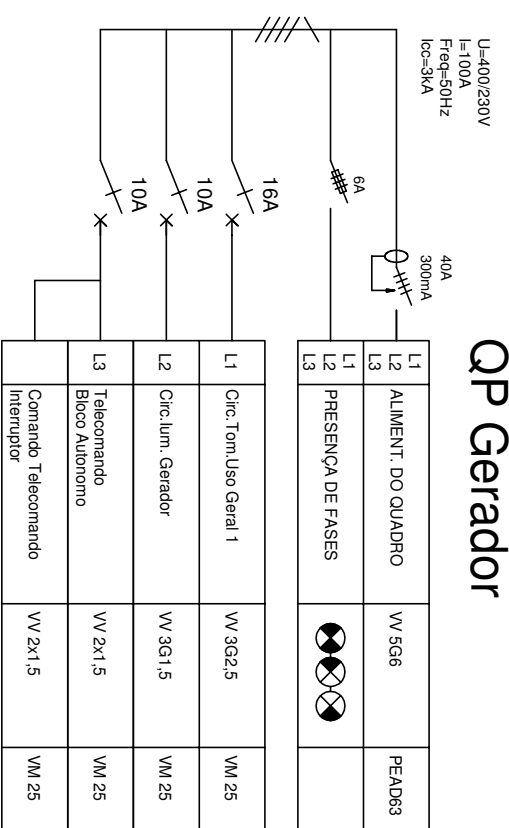 QP Gerador
U=400/230V
I=100A
Freq=50Hz
Icc=3kA
40A
300mA
L1
L2
L3
ALIMENT. DO QUADRO
VV 5G6
PEAD63
6A
L1
L2
L3
PRESENÇA DE FASES
16A
L1
Circ.Tom.Uso Geral 1
VV 3G2,5
VM 25
10A
L2
Circ.Ium. Gerador
VV 3G1,5
VM 25
10A
L3
Telecomando
Bloco Autonomo
VV 2x1,5
VM 25
Comando Telecomando
Interruptor
VV 2x1,5
VM 25